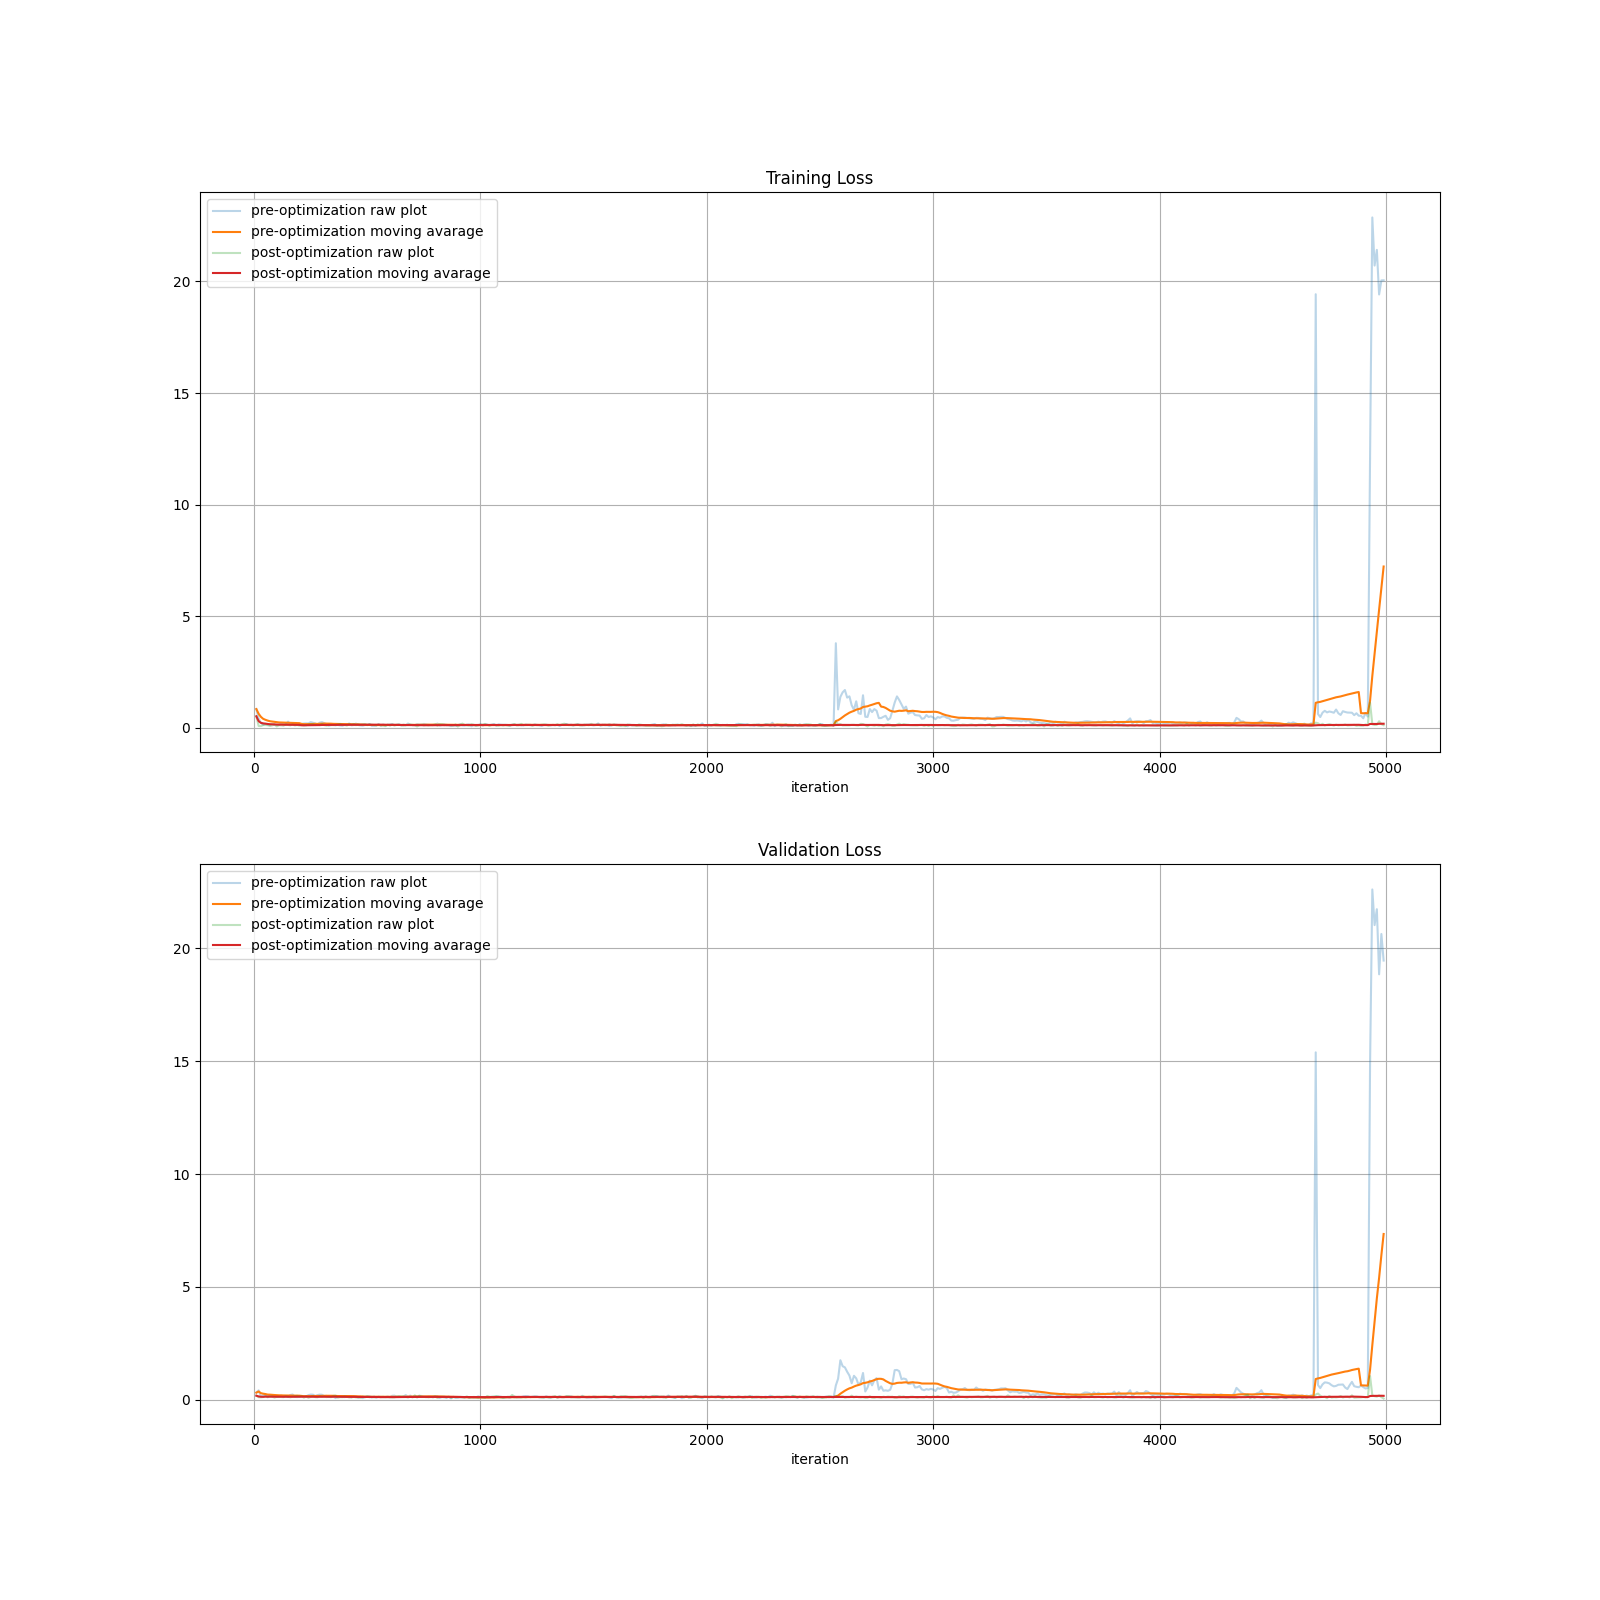 Training Loss
pre-optimization raw plot
pre-optimization moving avarage
post-optimization raw plot
post-optimization moving avarage
20
15
10
5
0
0 1000 2000 3000 4000 5000
iteration
Validation Loss
pre-optimization raw plot
pre-optimization moving avarage
post-optimization raw plot
post-optimization moving avarage
20
15
10
5
0
0 1000 2000 3000 4000 5000
iteration